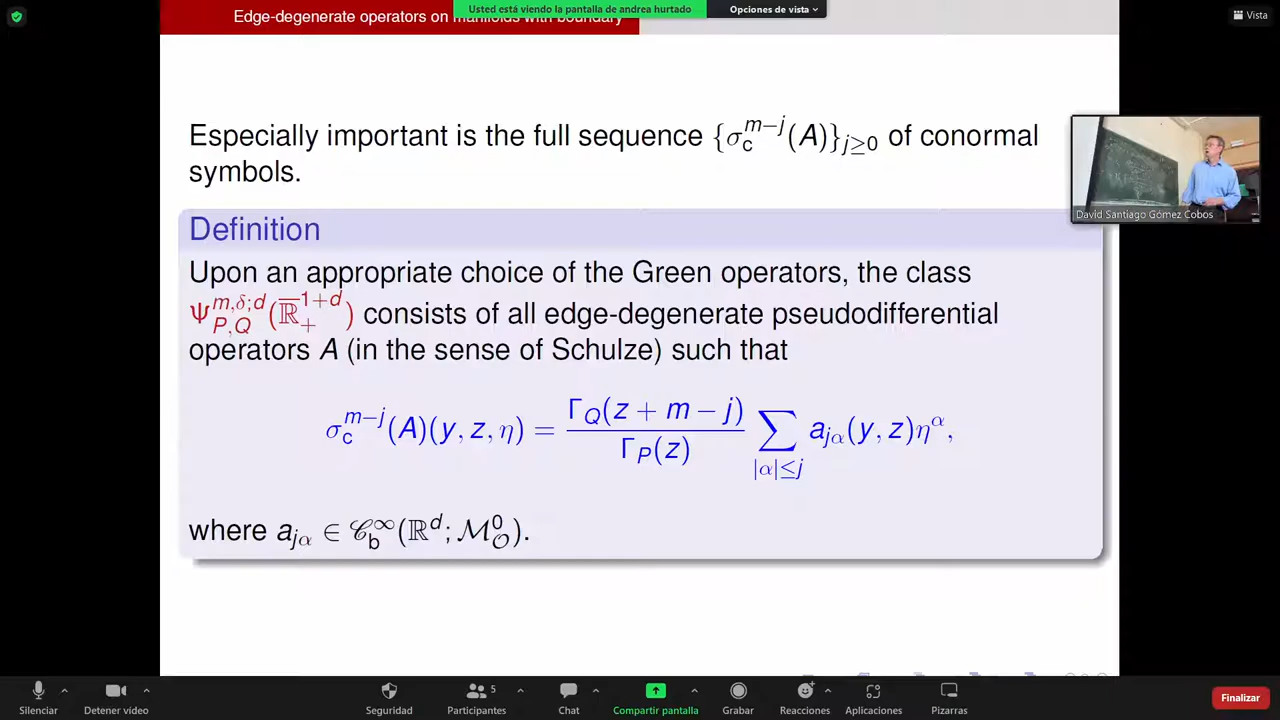 Usted está viendo la pantalla de andrea hurtado
Opciones de vista
Vista
Edge-degenerate operators on manifolds with boundary
Especially important is the full sequence {σ_c^{m−j}(A)}_{j≥0} of conormal
symbols.
David Santiago Gómez Cobos
Definition
Upon an appropriate choice of the Green operators, the class
Ψ_{P,Q}^{m,δ;d}(ℝ̅_+^{1+d}) consists of all edge-degenerate pseudodifferential
operators A (in the sense of Schulze) such that
σ_c^{m−j}(A)(y, z, η) = Γ_Q(z + m − j) / Γ_P(z) ∑_{|α|≤j} a_{jα}(y, z)η^α,
where a_{jα} ∈ 𝒞_b^∞(ℝ^d; ℳ_𝒪^0).
Silenciar
Detener vídeo
Seguridad
5
Participantes
Chat
Compartir pantalla
Grabar
Reacciones
Aplicaciones
Pizarras
Finalizar